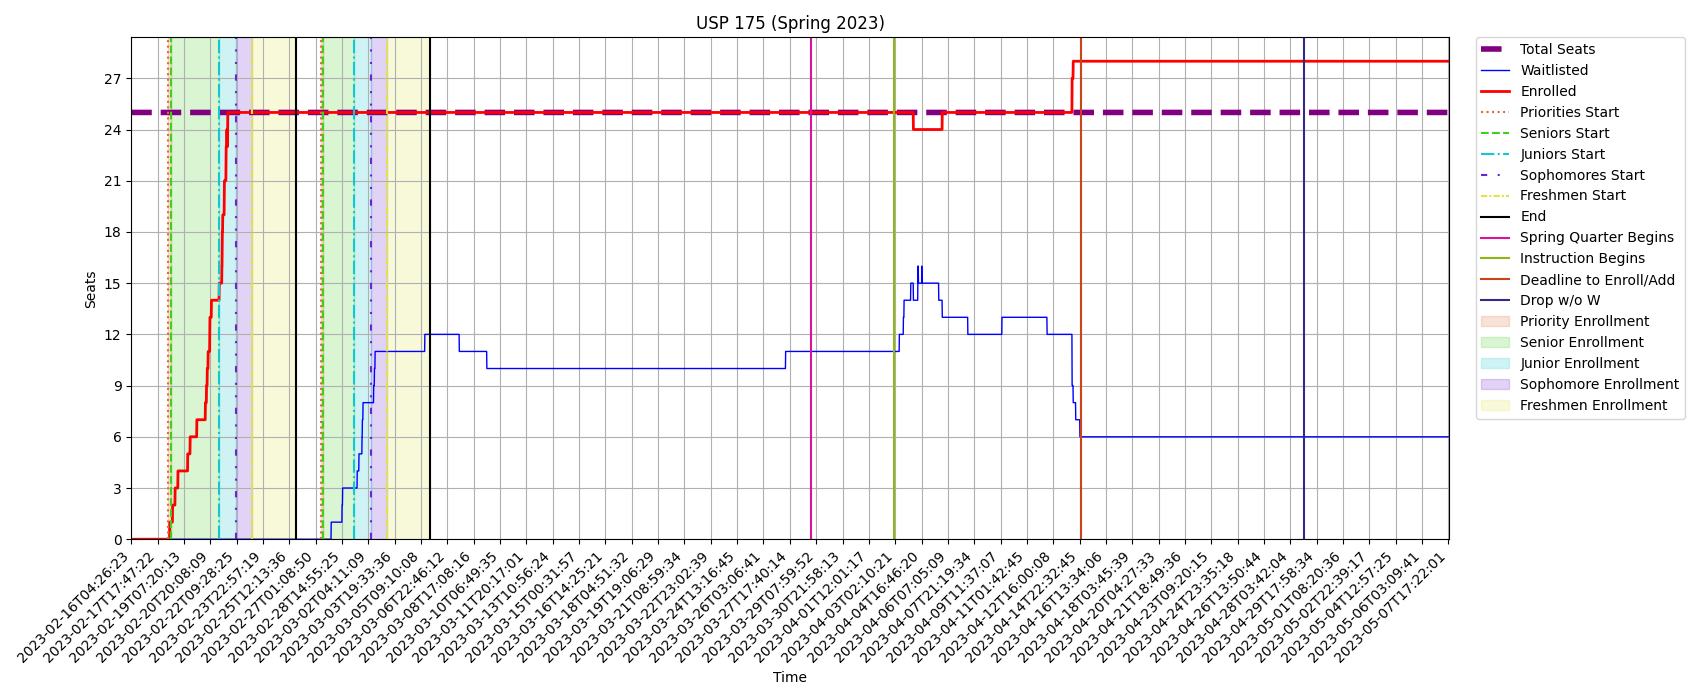 USP 175 (Spring 2023)
Seats
27
24
21
18
15
12
9
6
3
0
2023-02-16T04:26:23
2023-02-17T17:47:22
2023-02-19T07:20:13
2023-02-20T20:08:09
2023-02-22T09:28:25
2023-02-23T22:57:19
2023-02-25T12:13:36
2023-02-27T01:08:50
2023-02-28T14:55:25
2023-03-02T04:11:09
2023-03-03T19:33:36
2023-03-05T09:10:08
2023-03-06T22:46:12
2023-03-08T17:08:16
2023-03-10T06:49:35
2023-03-11T20:17:01
2023-03-13T10:56:24
2023-03-15T00:31:57
2023-03-16T14:25:21
2023-03-18T04:51:32
2023-03-19T19:06:29
2023-03-21T08:59:34
2023-03-22T23:02:39
2023-03-24T13:16:45
2023-03-26T03:06:41
2023-03-27T17:40:14
2023-03-29T07:59:52
2023-03-30T21:58:13
2023-04-01T12:01:17
2023-04-03T02:10:21
2023-04-04T16:46:20
2023-04-06T07:05:09
2023-04-07T21:19:34
2023-04-09T11:37:07
2023-04-11T01:42:45
2023-04-12T16:00:08
2023-04-14T22:32:45
2023-04-16T13:34:06
2023-04-18T03:45:39
2023-04-20T04:27:33
2023-04-21T18:49:36
2023-04-23T09:20:15
2023-04-24T23:35:18
2023-04-26T13:50:44
2023-04-28T03:42:04
2023-04-29T17:58:34
2023-05-01T08:20:36
2023-05-02T22:39:17
2023-05-04T12:57:25
2023-05-06T03:09:41
2023-05-07T17:22:01
Time
Total Seats
Waitlisted
Enrolled
Priorities Start
Seniors Start
Juniors Start
Sophomores Start
Freshmen Start
End
Spring Quarter Begins
Instruction Begins
Deadline to Enroll/Add
Drop w/o W
Priority Enrollment
Senior Enrollment
Junior Enrollment
Sophomore Enrollment
Freshmen Enrollment